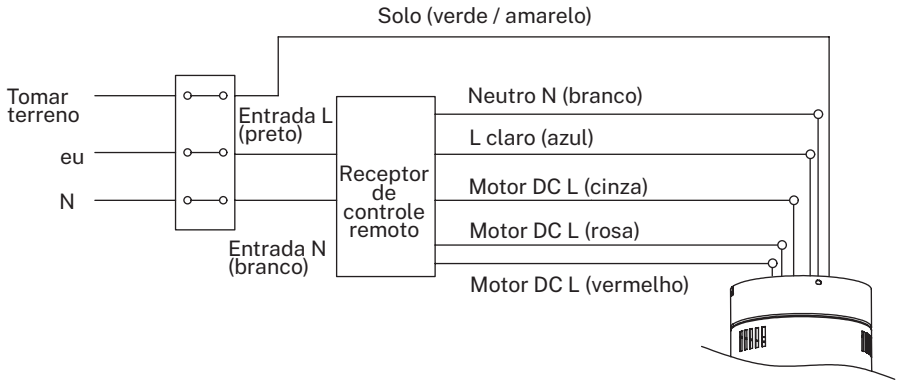 Solo (verde / amarelo)
Tomar
terreno
eu
N
Entrada L
(preto)
Entrada N
(branco)
Receptor
de
controle
remoto
Neutro N (branco)
L claro (azul)
Motor DC L (cinza)
Motor DC L (rosa)
Motor DC L (vermelho)